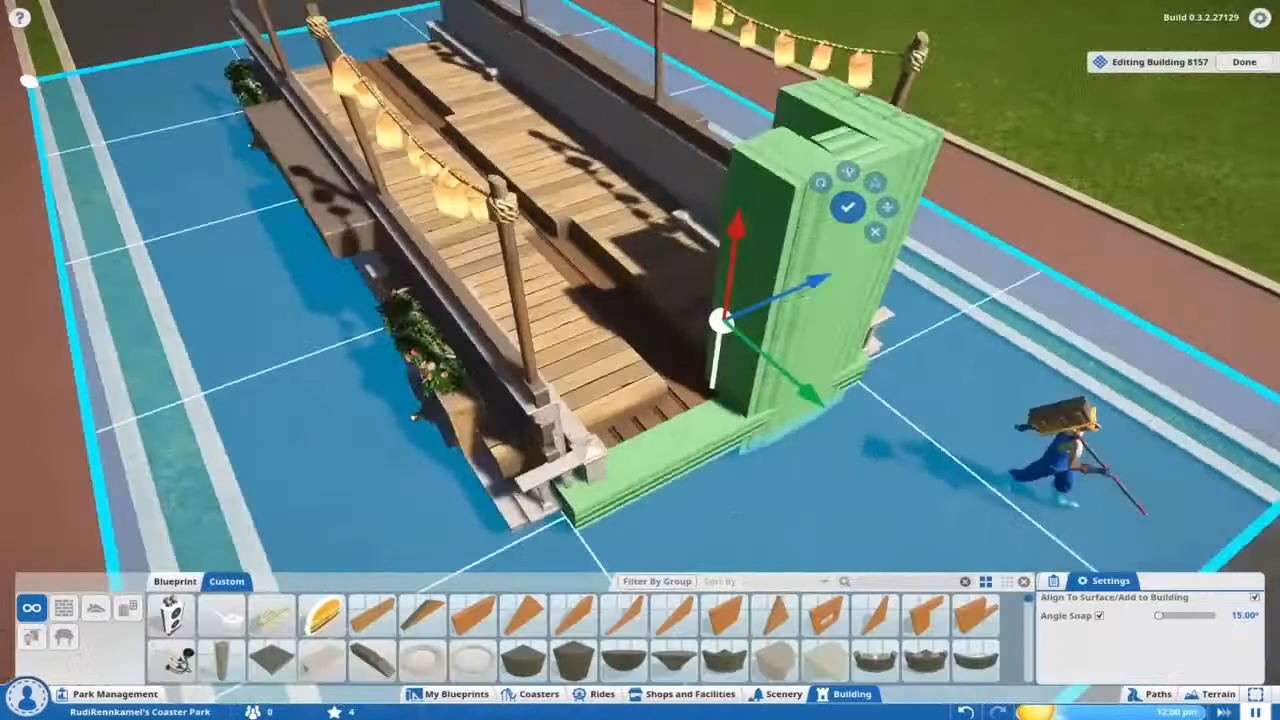 ?
Build 0.3.2.27129
Editing Building 8157
Done
Blueprint
Custom
Filter By Group
Sort By
Settings
Align To Surface/Add to Building
Angle Snap
15.00°
Park Management
My Blueprints
Coasters
Rides
Shops and Facilities
Scenery
Building
Paths
Terrain
RudiRennkamel's Coaster Park
0
4
12:00 pm